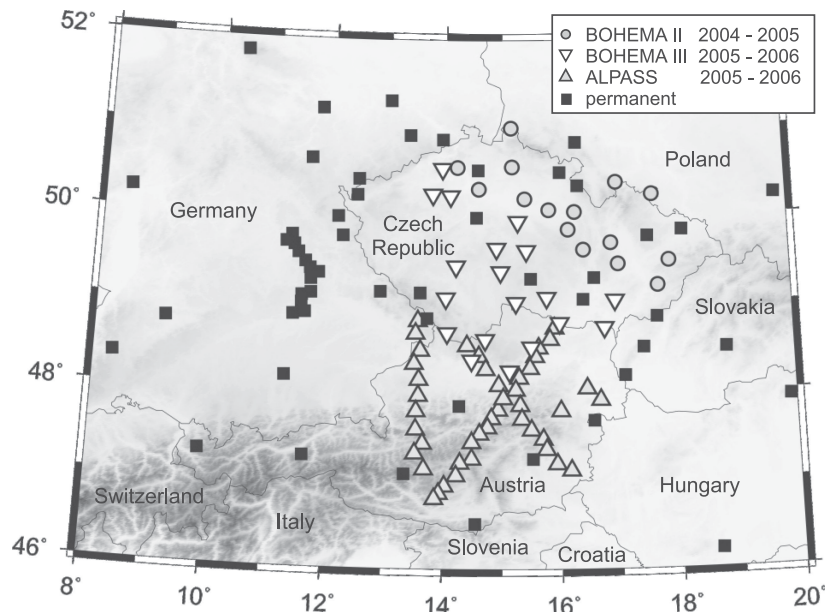 52˚
BOHEMA II 2004 - 2005
BOHEMA III 2005 - 2006
ALPASS 2005 - 2006
permanent
Poland
50˚
Germany
Czech
Republic
Slovakia
48˚
Switzerland
Austria
Hungary
Italy
Slovenia
Croatia
46˚
8˚ 10˚ 12˚ 14˚ 16˚ 18˚ 20˚